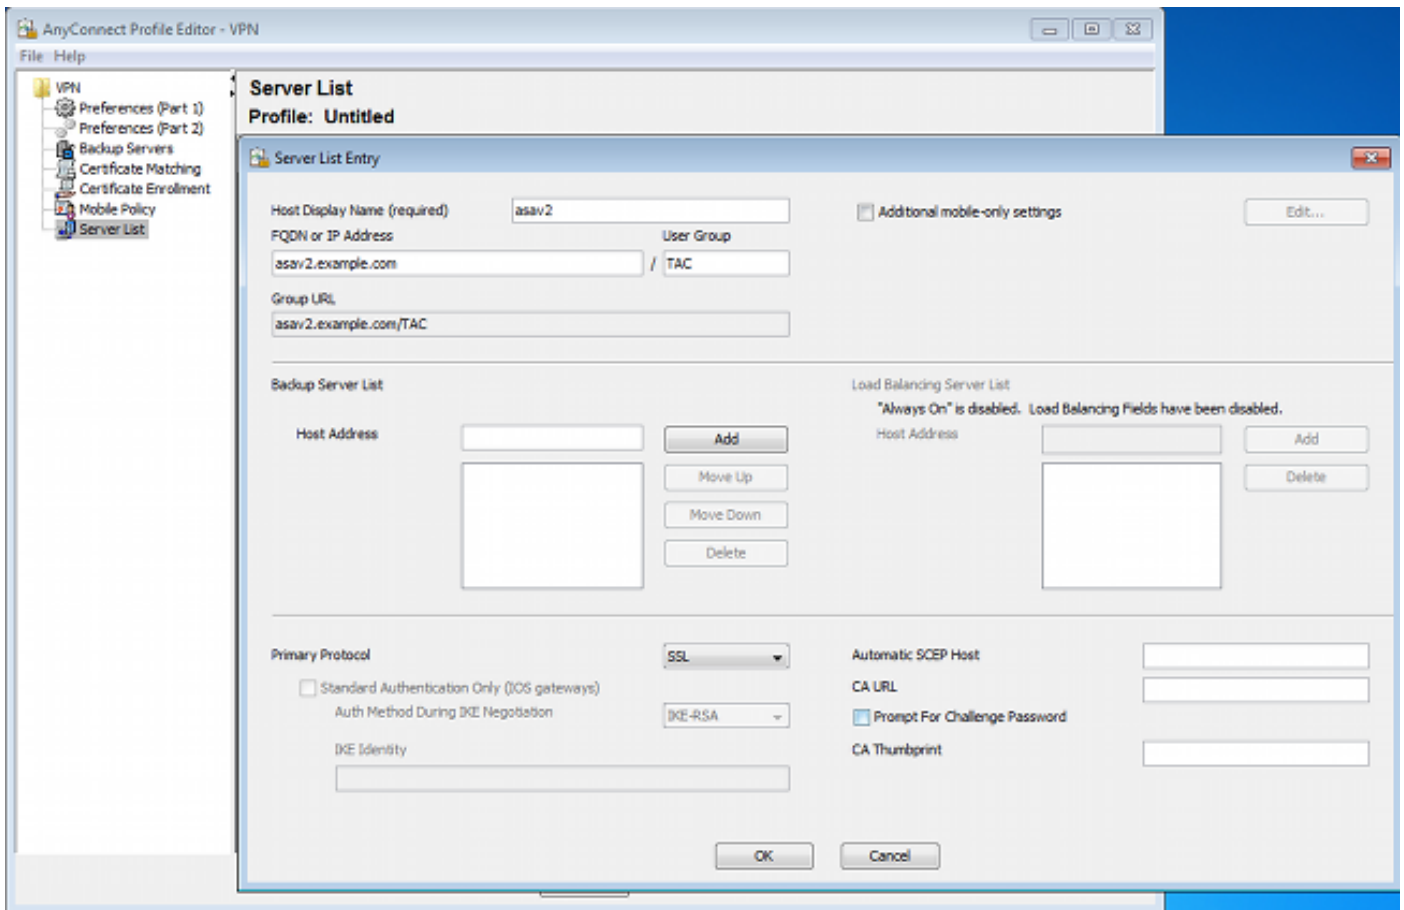 AnyConnect Profile Editor - VPN
File Help
VPN
Preferences (Part 1)
Preferences (Part 2)
Backup Servers
Certificate Matching
Certificate Enrollment
Mobile Policy
Server List
Server List
Profile: Untitled
Server List Entry
Host Display Name (required) asav2 Additional mobile-only settings Edit...
FQDN or IP Address User Group
asav2.example.com / TAC
Group URL
asav2.example.com/TAC
Backup Server List
Host Address Add
Move Up
Move Down
Delete
Load Balancing Server List
"Always On" is disabled. Load Balancing Fields have been disabled.
Host Address Add
Delete
Primary Protocol SSL
Standard Authentication Only (IOS gateways)
Auth Method During IKE Negotiation IKE-RSA
IKE Identity
Automatic SCEP Host
CA URL
Prompt For Challenge Password
CA Thumbprint
OK Cancel